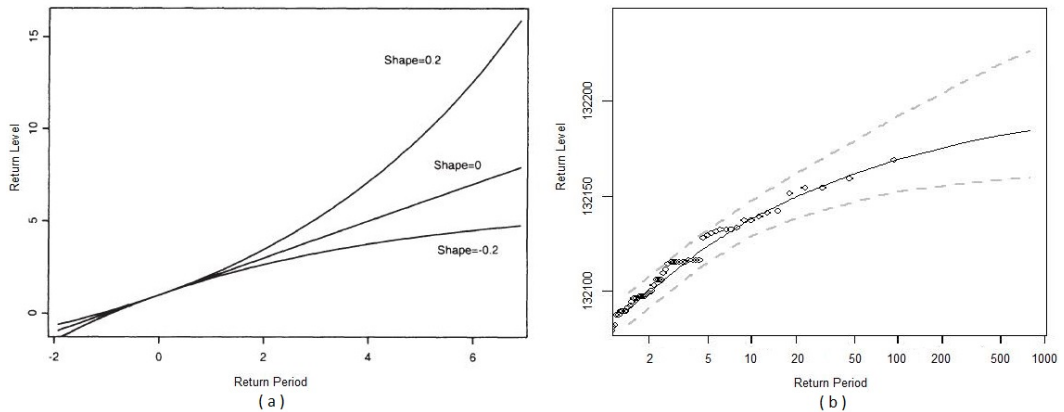 15
10
5
0
Return Level
Shape=0.2
Shape=0
Shape=-0.2
-2 0 2 4 6
Return Period
( a )
132200
132150
132100
Return Level
2 5 10 20 50 100 200 500 1000
Return Period
( b )